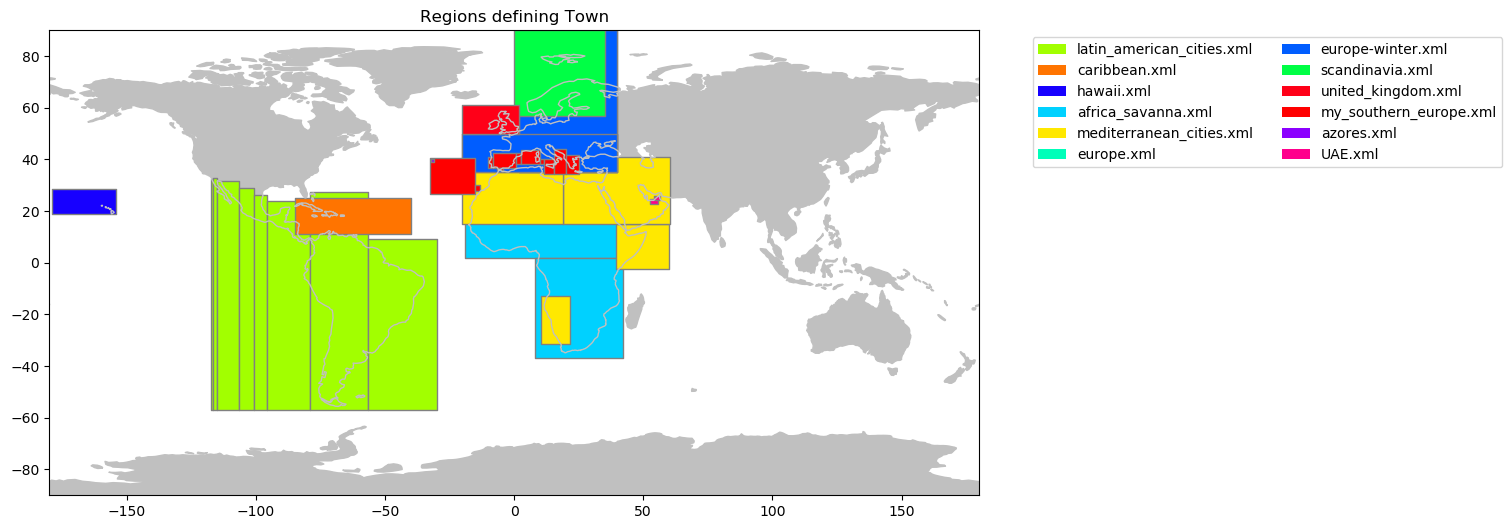 Regions defining Town
80
60
40
20
0
−20
−40
−60
−80
−150
−100
−50
0
50
100
150
latin_american_cities.xml
caribbean.xml
hawaii.xml
africa_savanna.xml
mediterranean_cities.xml
europe.xml
europe-winter.xml
scandinavia.xml
united_kingdom.xml
my_southern_europe.xml
azores.xml
UAE.xml